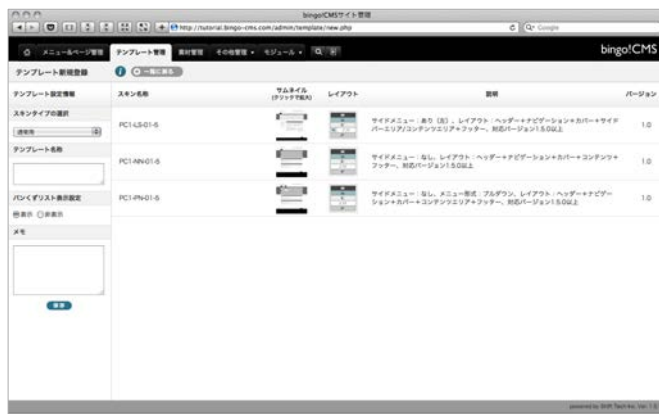 bingo!CMSサイト管理
http://tutorial.bingo-cms.com/admin/template/new.php
Google
メニュー&ページ管理 テンプレート管理 素材管理 その他管理 モジュール
bingo!CMS
テンプレート新規登録 一覧に戻る
テンプレート設定情報 スキン名称 サムネイル レイアウト 説明 バージョン
(クリックで拡大)
スキンタイプの選択
通常用
テンプレート名称
パンくずリスト表示設定
表示 非表示
メモ
保存
PC1-LS-01-6 サイドメニュー:あり(左)、レイアウト:ヘッダー+ナビゲーション+カバー+サイド 1.0
バーエリア/コンテンツエリア+フッター、対応バージョン1.5.0以上
PC1-NN-01-6 サイドメニュー:なし、レイアウト:ヘッダー+ナビゲーション+カバー+コンテンツ+ 1.0
フッター、対応バージョン1.5.0以上
PC1-PN-01-6 サイドメニュー:なし、メニュー形式:プルダウン、レイアウト:ヘッダー+ナビゲー 1.0
ション+カバー+コンテンツエリア+フッター、対応バージョン1.5.0以上
powered by Shift-Tech Inc. Ver. 1.5